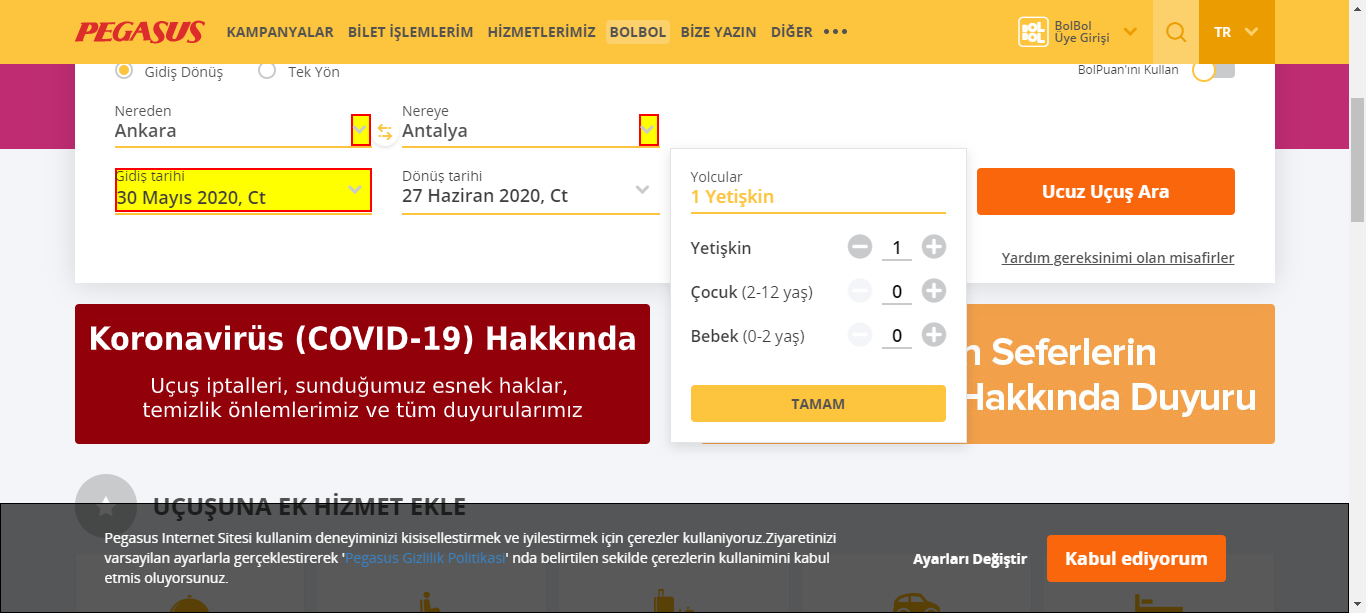 PEGASUS KAMPANYALAR BİLET İŞLEMLERİM HİZMETLERİMİZ BOLBOL BİZE YAZIN DİĞER ••• BOL BOL BolBol Üye Girişi TR
Gidiş Dönüş Tek Yön BolPuan'ını Kullan
Nereden Nereye
Ankara Antalya
Gidiş tarihi Dönüş tarihi
30 Mayıs 2020, Ct 27 Haziran 2020, Ct
Yolcular
1 Yetişkin
Yetişkin 1
Çocuk (2-12 yaş) 0
Bebek (0-2 yaş) 0
TAMAM
Ucuz Uçuş Ara
Yardım gereksinimi olan misafirler
Koronavirüs (COVID-19) Hakkında
Uçuş iptalleri, sunduğumuz esnek haklar,
temizlik önlemlerimiz ve tüm duyurularımız
Seferlerin
Hakkında Duyuru
UÇUŞUNA EK HİZMET EKLE
Pegasus Internet Sitesi kullanim deneyiminizi kisisellestirmek ve iyilestirmek için çerezler kullaniyoruz.Ziyaretinizi
varsayilan ayarlarla gerçeklestirerek 'Pegasus Gizlilik Politikasi' nda belirtilen sekilde çerezlerin kullanimini kabul
etmis oluyorsunuz.
Ayarları Değiştir
Kabul ediyorum